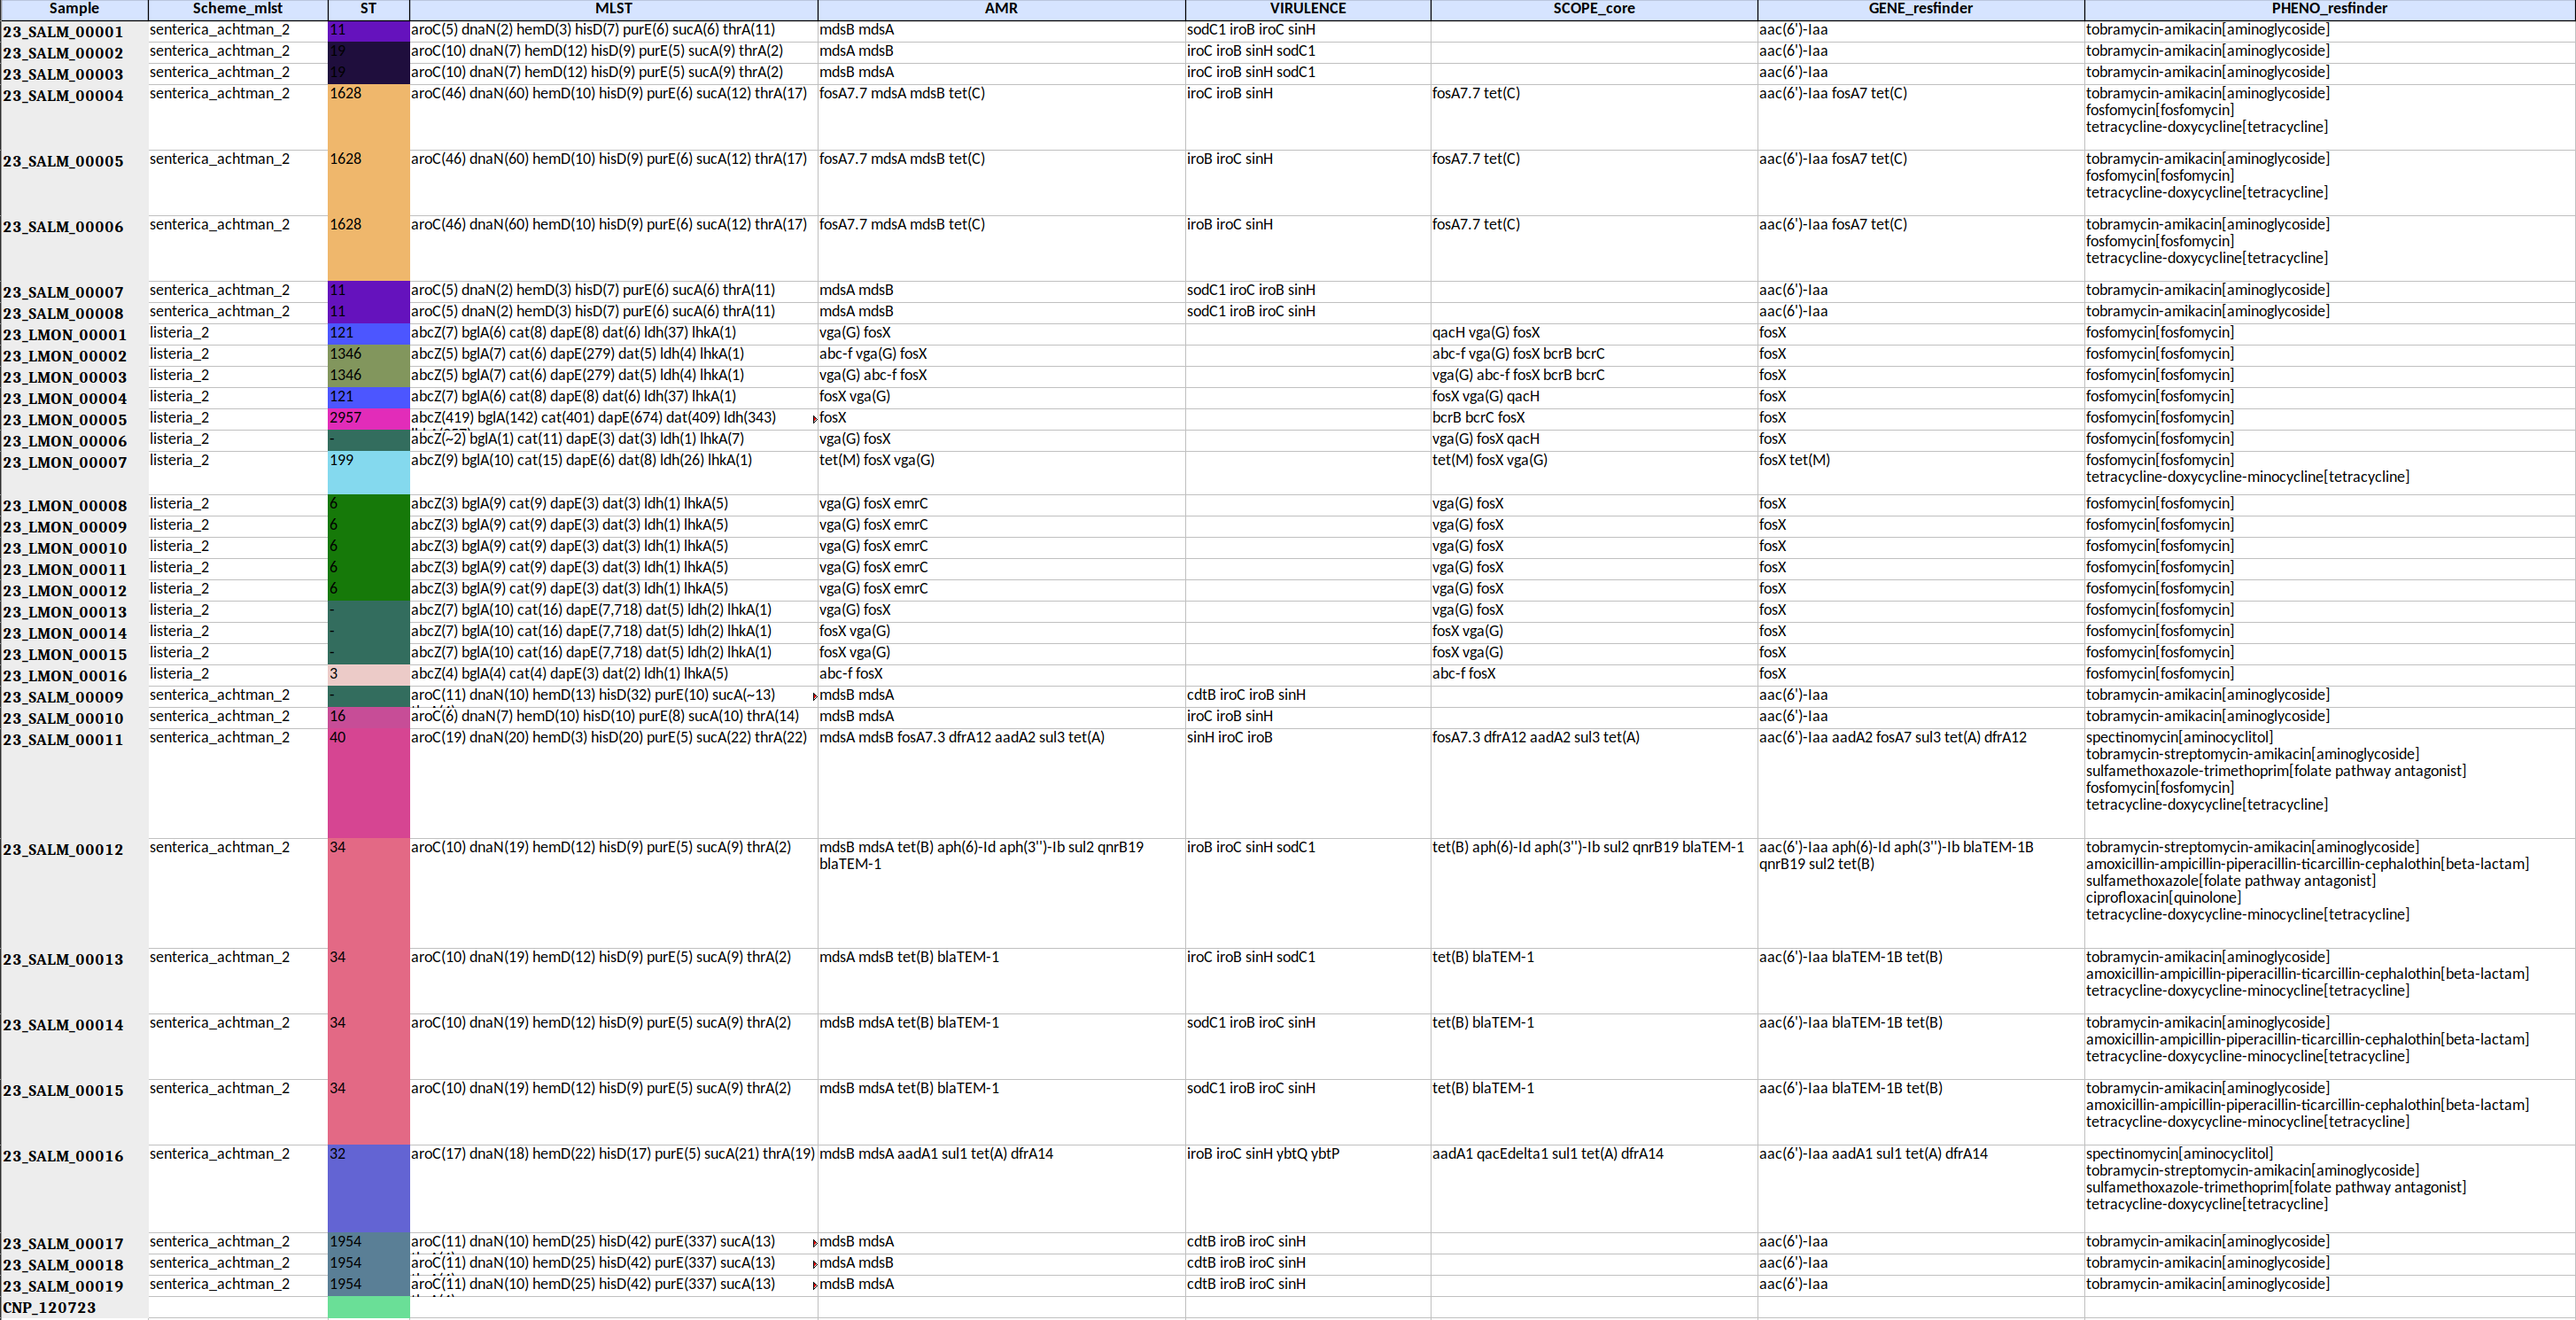 Sample Scheme_mlst ST MLST AMR VIRULENCE SCOPE_core GENE_resfinder PHENO_resfinder
23_SALM_00001 senterica_achtman_2 11 aroC(5) dnaN(2) hemD(3) hisD(7) purE(6) sucA(6) thrA(11) mdsB mdsA sodC1 iroB iroC sinH aac(6')-Iaa tobramycin-amikacin[aminoglycoside]
23_SALM_00002 senterica_achtman_2 19 aroC(10) dnaN(7) hemD(12) hisD(9) purE(5) sucA(9) thrA(2) mdsA mdsB iroB iroC sinH sodC1 aac(6')-Iaa tobramycin-amikacin[aminoglycoside]
23_SALM_00003 senterica_achtman_2 19 aroC(10) dnaN(7) hemD(12) hisD(9) purE(5) sucA(9) thrA(2) mdsB mdsA iroC iroB sinH sodC1 aac(6')-Iaa tobramycin-amikacin[aminoglycoside]
23_SALM_00004 senterica_achtman_2 1628 aroC(46) dnaN(60) hemD(10) hisD(9) purE(6) sucA(12) thrA(17) fosA7.7 mdsA mdsB tet(C) iroC iroB sinH fosA7.7 tet(C) aac(6')-Iaa fosA7 tet(C) tobramycin-amikacin[aminoglycoside]
fosfomycin[fosfomycin]
tetracycline-doxycycline[tetracycline]
23_SALM_00005 senterica_achtman_2 1628 aroC(46) dnaN(60) hemD(10) hisD(9) purE(6) sucA(12) thrA(17) fosA7.7 mdsA mdsB tet(C) iroB iroC sinH fosA7.7 tet(C) aac(6')-Iaa fosA7 tet(C) tobramycin-amikacin[aminoglycoside]
fosfomycin[fosfomycin]
tetracycline-doxycycline[tetracycline]
23_SALM_00006 senterica_achtman_2 1628 aroC(46) dnaN(60) hemD(10) hisD(9) purE(6) sucA(12) thrA(17) fosA7.7 mdsA mdsB tet(C) iroB iroC sinH fosA7.7 tet(C) aac(6')-Iaa fosA7 tet(C) tobramycin-amikacin[aminoglycoside]
fosfomycin[fosfomycin]
tetracycline-doxycycline[tetracycline]
23_SALM_00007 senterica_achtman_2 11 aroC(5) dnaN(2) hemD(3) hisD(7) purE(6) sucA(6) thrA(11) mdsA mdsB sodC1 iroC iroB sinH aac(6')-Iaa tobramycin-amikacin[aminoglycoside]
23_SALM_00008 senterica_achtman_2 11 aroC(5) dnaN(2) hemD(3) hisD(7) purE(6) sucA(6) thrA(11) mdsA mdsB sodC1 iroC iroB sinH aac(6')-Iaa tobramycin-amikacin[aminoglycoside]
23_LMON_00001 listeria_2 121 abcZ(7) bglA(6) cat(8) dapE(8) dat(6) ldh(37) lhkA(1) vga(G) fosX qacH vga(G) fosX fosX fosfomycin[fosfomycin]
23_LMON_00002 listeria_2 1346 abcZ(5) bglA(7) cat(6) dapE(279) dat(5) ldh(4) lhkA(1) abc-f vga(G) fosX abc-f vga(G) fosX bcrB bcrC fosX fosfomycin[fosfomycin]
23_LMON_00003 listeria_2 1346 abcZ(5) bglA(7) cat(6) dapE(279) dat(5) ldh(4) lhkA(1) vga(G) abc-f fosX vga(G) abc-f fosX bcrB bcrC fosX fosfomycin[fosfomycin]
23_LMON_00004 listeria_2 121 abcZ(7) bglA(6) cat(8) dapE(8) dat(6) ldh(37) lhkA(1) fosX vga(G) fosX vga(G) qacH fosX fosfomycin[fosfomycin]
23_LMON_00005 listeria_2 2957 abcZ(419) bglA(142) cat(401) dapE(674) dat(409) ldh(343) fosX bcrB bcrC fosX fosX fosfomycin[fosfomycin]
23_LMON_00006 listeria_2 - abcZ(~2) bglA(1) cat(11) dapE(3) dat(3) ldh(1) lhkA(7) vga(G) fosX vga(G) fosX qacH fosX fosfomycin[fosfomycin]
23_LMON_00007 listeria_2 199 abcZ(9) bglA(10) cat(15) dapE(6) dat(8) ldh(26) lhkA(1) tet(M) fosX vga(G) tet(M) fosX vga(G) fosX tet(M) fosfomycin[fosfomycin]
tetracycline-doxycycline-minocycline[tetracycline]
23_LMON_00008 listeria_2 6 abcZ(3) bglA(9) cat(9) dapE(3) dat(3) ldh(1) lhkA(5) vga(G) fosX emrC vga(G) fosX fosX fosfomycin[fosfomycin]
23_LMON_00009 listeria_2 6 abcZ(3) bglA(9) cat(9) dapE(3) dat(3) ldh(1) lhkA(5) vga(G) fosX emrC vga(G) fosX fosX fosfomycin[fosfomycin]
23_LMON_00010 listeria_2 6 abcZ(3) bglA(9) cat(9) dapE(3) dat(3) ldh(1) lhkA(5) vga(G) fosX emrC vga(G) fosX fosX fosfomycin[fosfomycin]
23_LMON_00011 listeria_2 6 abcZ(3) bglA(9) cat(9) dapE(3) dat(3) ldh(1) lhkA(5) vga(G) fosX emrC vga(G) fosX fosX fosfomycin[fosfomycin]
23_LMON_00012 listeria_2 6 abcZ(3) bglA(9) cat(9) dapE(3) dat(3) ldh(1) lhkA(5) vga(G) fosX emrC vga(G) fosX fosX fosfomycin[fosfomycin]
23_LMON_00013 listeria_2 - abcZ(7) bglA(10) cat(16) dapE(7,718) dat(5) ldh(2) lhkA(1) vga(G) fosX vga(G) fosX fosX fosfomycin[fosfomycin]
23_LMON_00014 listeria_2 - abcZ(7) bglA(10) cat(16) dapE(7,718) dat(5) ldh(2) lhkA(1) fosX vga(G) fosX vga(G) fosX fosfomycin[fosfomycin]
23_LMON_00015 listeria_2 - abcZ(7) bglA(10) cat(16) dapE(7,718) dat(5) ldh(2) lhkA(1) fosX vga(G) fosX vga(G) fosX fosfomycin[fosfomycin]
23_LMON_00016 listeria_2 3 abcZ(4) bglA(4) cat(4) dapE(3) dat(2) ldh(1) lhkA(5) abc-f fosX abc-f fosX fosX fosfomycin[fosfomycin]
23_SALM_00009 senterica_achtman_2 - aroC(11) dnaN(10) hemD(13) hisD(32) purE(10) sucA(~13) mdsB mdsA cdtB iroC iroB sinH aac(6')-Iaa tobramycin-amikacin[aminoglycoside]
23_SALM_00010 senterica_achtman_2 16 aroC(6) dnaN(7) hemD(10) hisD(10) purE(8) sucA(10) thrA(14) mdsB mdsA iroC iroB sinH aac(6')-Iaa tobramycin-amikacin[aminoglycoside]
23_SALM_00011 senterica_achtman_2 40 aroC(19) dnaN(20) hemD(3) hisD(20) purE(5) sucA(22) thrA(22) mdsA mdsB fosA7.3 dfrA12 aadA2 sul3 tet(A) sinH iroC iroB fosA7.3 dfrA12 aadA2 sul3 tet(A) aac(6')-Iaa aadA2 fosA7 sul3 tet(A) dfrA12 spectinomycin[aminocyclitol]
tobramycin-streptomycin-amikacin[aminoglycoside]
sulfamethoxazole-trimethoprim[folate pathway antagonist]
fosfomycin[fosfomycin]
tetracycline-doxycycline[tetracycline]
23_SALM_00012 senterica_achtman_2 34 aroC(10) dnaN(19) hemD(12) hisD(9) purE(5) sucA(9) thrA(2) mdsB mdsA tet(B) aph(6)-Id aph(3'')-Ib sul2 qnrB19 iroB iroC sinH sodC1 tet(B) aph(6)-Id aph(3'')-Ib sul2 qnrB19 blaTEM-1 aac(6')-Iaa aph(6)-Id aph(3'')-Ib blaTEM-1B tobramycin-streptomycin-amikacin[aminoglycoside]
blaTEM-1 qnrB19 sul2 tet(B) amoxicillin-ampicillin-piperacillin-ticarcillin-cephalothin[beta-lactam]
sulfamethoxazole[folate pathway antagonist]
ciprofloxacin[quinolone]
tetracycline-doxycycline-minocycline[tetracycline]
23_SALM_00013 senterica_achtman_2 34 aroC(10) dnaN(19) hemD(12) hisD(9) purE(5) sucA(9) thrA(2) mdsA mdsB tet(B) blaTEM-1 iroC iroB sinH sodC1 tet(B) blaTEM-1 aac(6')-Iaa blaTEM-1B tet(B) tobramycin-amikacin[aminoglycoside]
amoxicillin-ampicillin-piperacillin-ticarcillin-cephalothin[beta-lactam]
tetracycline-doxycycline-minocycline[tetracycline]
23_SALM_00014 senterica_achtman_2 34 aroC(10) dnaN(19) hemD(12) hisD(9) purE(5) sucA(9) thrA(2) mdsB mdsA tet(B) blaTEM-1 sodC1 iroB iroC sinH tet(B) blaTEM-1 aac(6')-Iaa blaTEM-1B tet(B) tobramycin-amikacin[aminoglycoside]
amoxicillin-ampicillin-piperacillin-ticarcillin-cephalothin[beta-lactam]
tetracycline-doxycycline-minocycline[tetracycline]
23_SALM_00015 senterica_achtman_2 34 aroC(10) dnaN(19) hemD(12) hisD(9) purE(5) sucA(9) thrA(2) mdsB mdsA tet(B) blaTEM-1 sodC1 iroB iroC sinH tet(B) blaTEM-1 aac(6')-Iaa blaTEM-1B tet(B) tobramycin-amikacin[aminoglycoside]
amoxicillin-ampicillin-piperacillin-ticarcillin-cephalothin[beta-lactam]
tetracycline-doxycycline-minocycline[tetracycline]
23_SALM_00016 senterica_achtman_2 32 aroC(17) dnaN(18) hemD(22) hisD(17) purE(5) sucA(21) thrA(19) mdsB mdsA aadA1 sul1 tet(A) dfrA14 iroB iroC sinH ybtQ ybtP aadA1 qacEdelta1 sul1 tet(A) dfrA14 aac(6')-Iaa aadA1 sul1 tet(A) dfrA14 spectinomycin[aminocyclitol]
tobramycin-streptomycin-amikacin[aminoglycoside]
sulfamethoxazole-trimethoprim[folate pathway antagonist]
tetracycline-doxycycline[tetracycline]
23_SALM_00017 senterica_achtman_2 1954 aroC(11) dnaN(10) hemD(25) hisD(42) purE(337) sucA(13) mdsB mdsA cdtB iroB iroC sinH aac(6')-Iaa tobramycin-amikacin[aminoglycoside]
23_SALM_00018 senterica_achtman_2 1954 aroC(11) dnaN(10) hemD(25) hisD(42) purE(337) sucA(13) mdsA mdsB cdtB iroB iroC sinH aac(6')-Iaa tobramycin-amikacin[aminoglycoside]
23_SALM_00019 senterica_achtman_2 1954 aroC(11) dnaN(10) hemD(25) hisD(42) purE(337) sucA(13) mdsB mdsA cdtB iroB iroC sinH aac(6')-Iaa tobramycin-amikacin[aminoglycoside]
CNP_120723